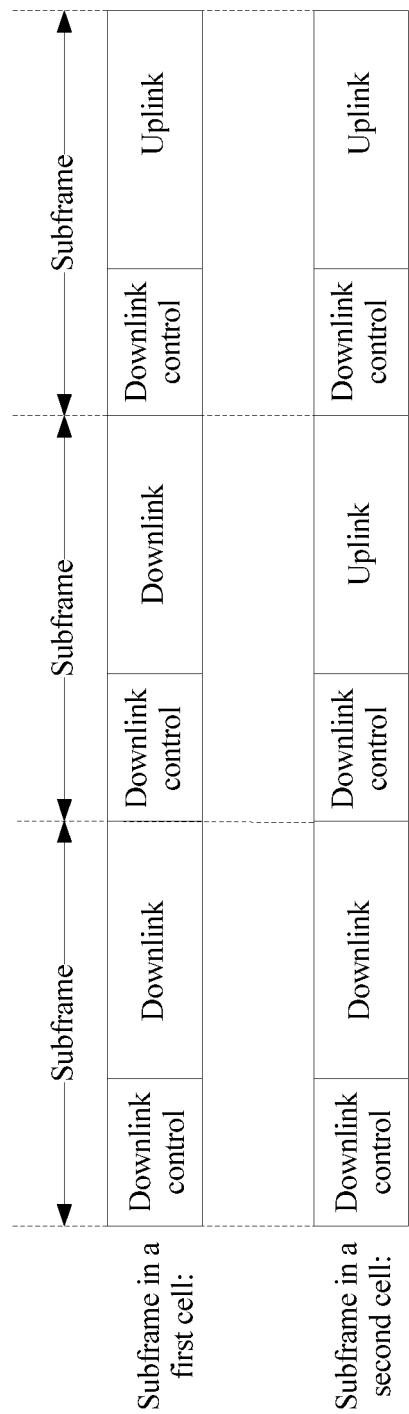 Subframe
Subframe
Subframe
Subframe in a
first cell:
Downlink
control
Downlink
Downlink
control
Downlink
Downlink
control
Uplink
Subframe in a
second cell:
Downlink
control
Downlink
Downlink
control
Uplink
Downlink
control
Uplink